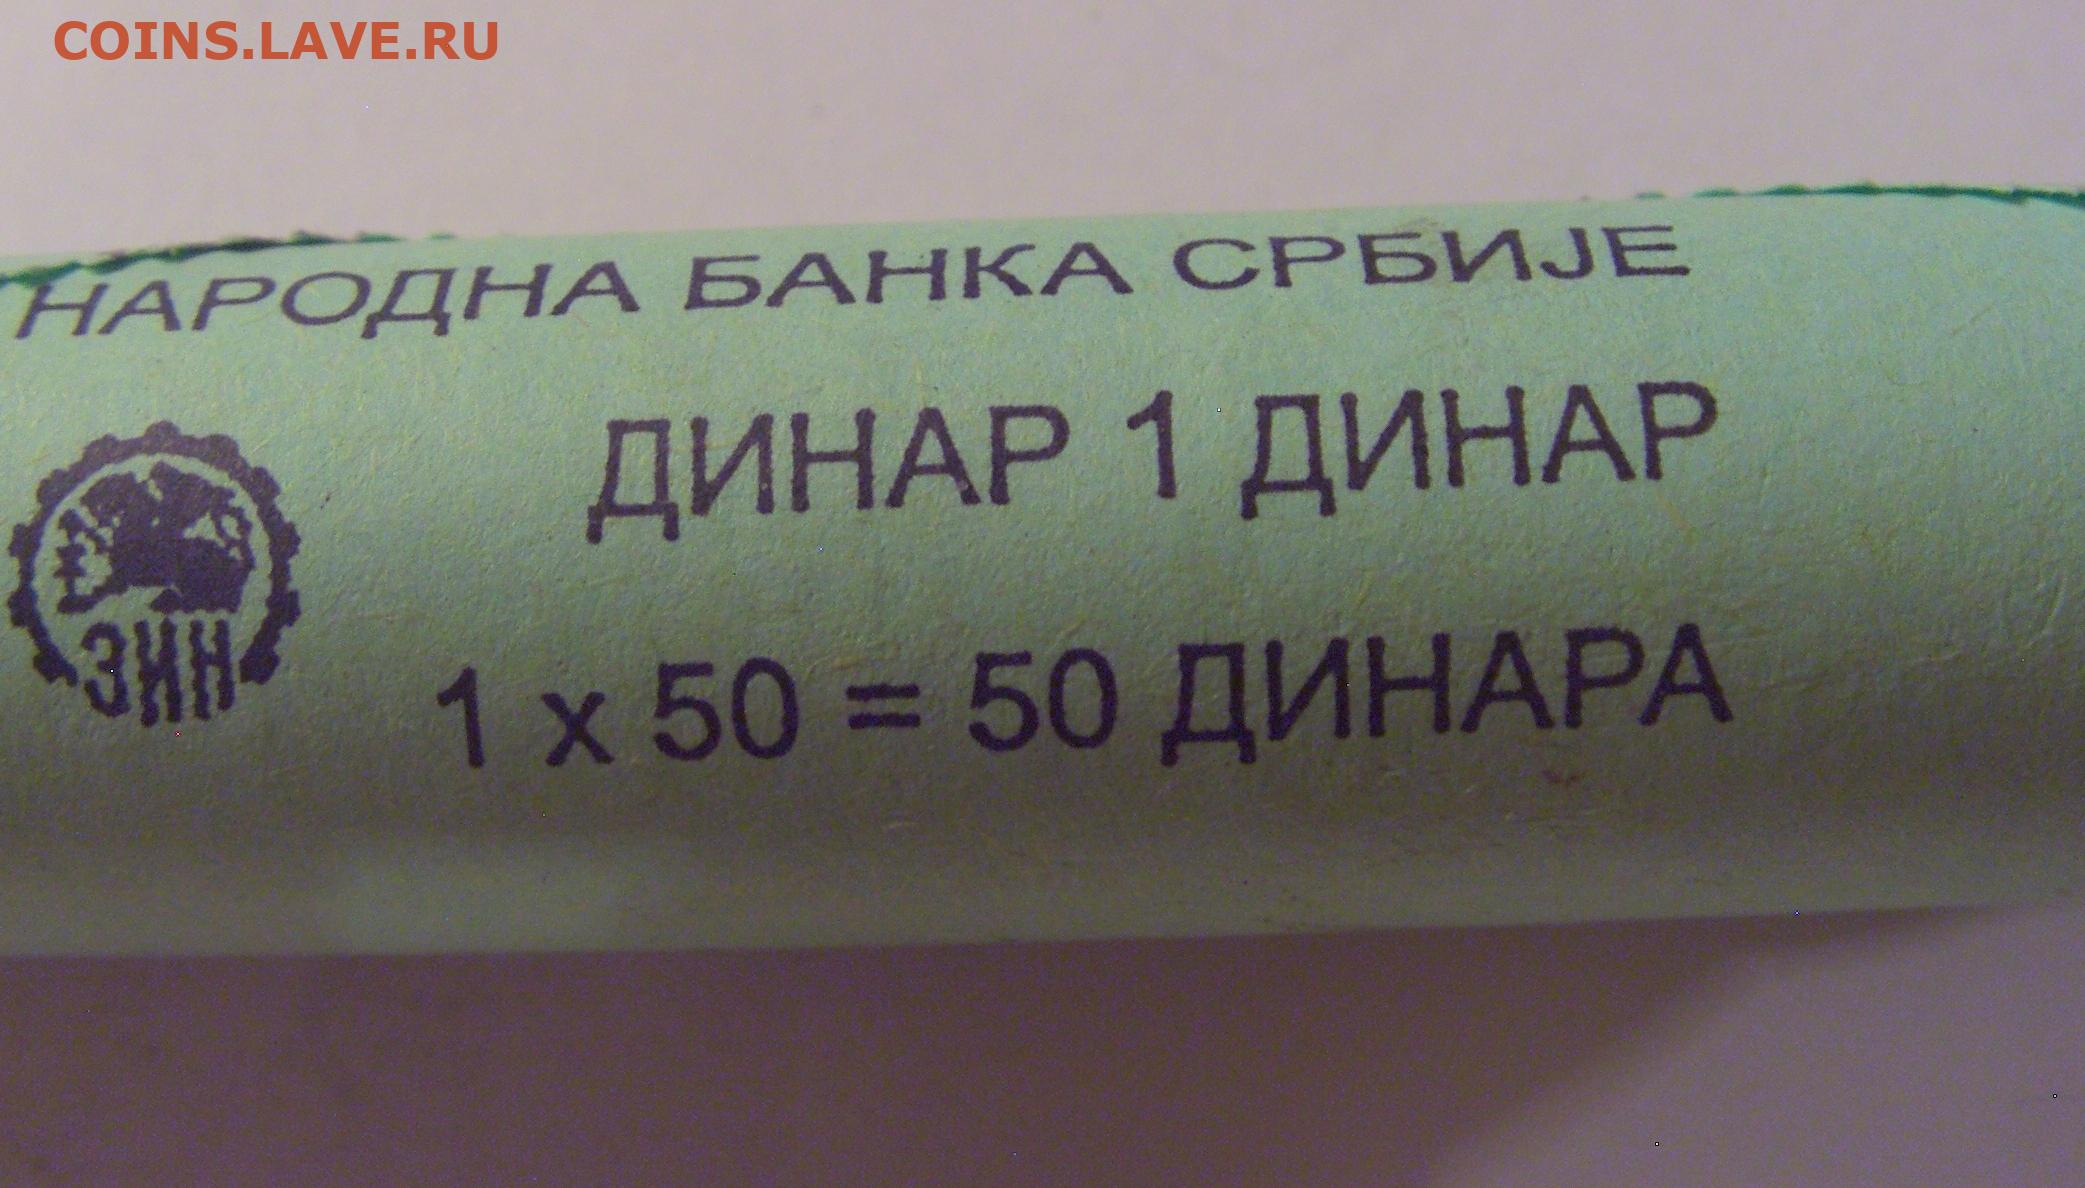 COINS.LAVE.RU
НАРОДНА БАНКА СРБИЈЕ
ДИНАР 1 ДИНАР
ЗИН
1 x 50 = 50 ДИНАРА